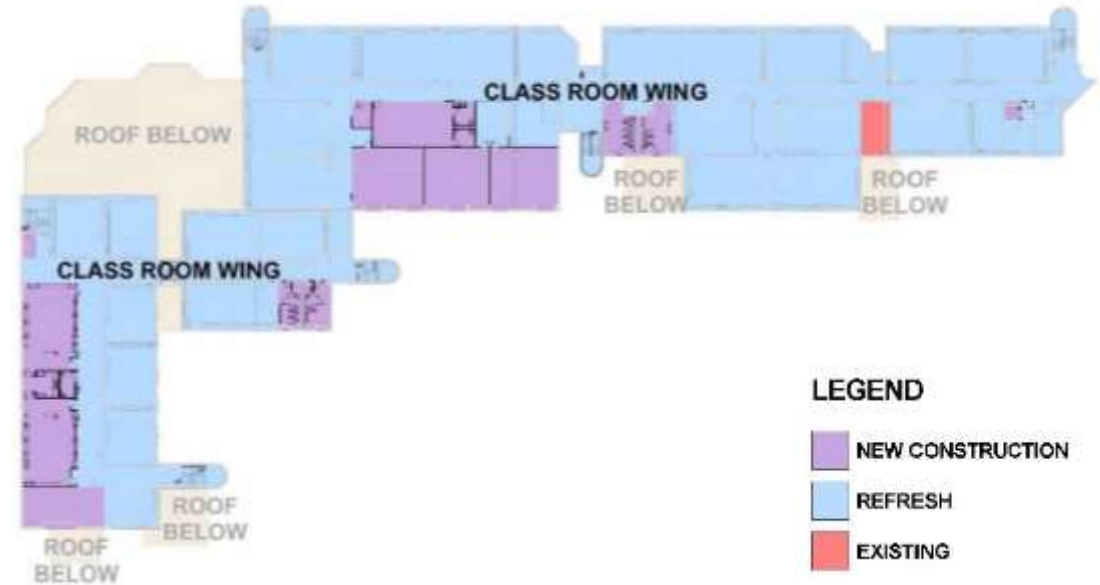 CLASS ROOM WING
ROOF BELOW
ROOF
BELOW
ROOF
BELOW
CLASS ROOM WING
LEGEND
NEW CONSTRUCTION
REFRESH
EXISTING
ROOF
BELOW
ROOF
BELOW